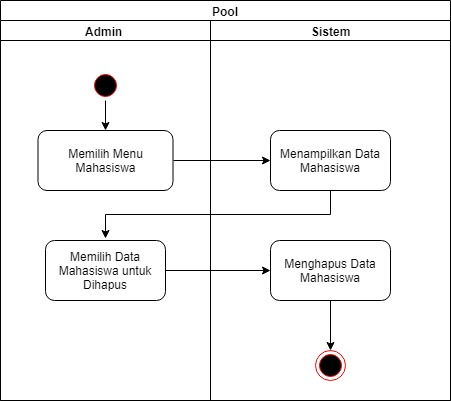 Pool
Admin
Sistem
Memilih Menu
Mahasiswa
Menampilkan Data
Mahasiswa
Memilih Data
Mahasiswa untuk
Dihapus
Menghapus Data
Mahasiswa